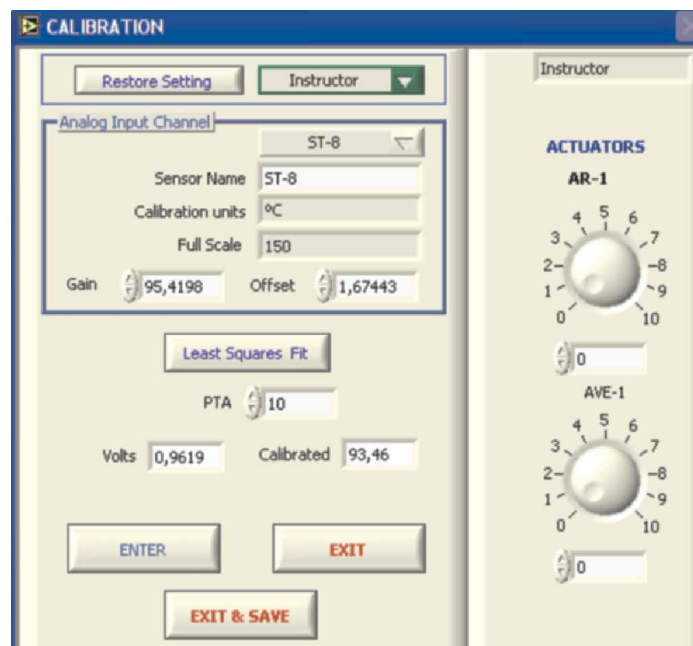 CALIBRATION
Restore Setting Instructor
Analog Input Channel
ST-8
Sensor Name ST-8
Calibration units ºC
Full Scale 150
Gain 95,4198 Offset 1,67443
Least Squares Fit
PTA 10
Volts 0,9619 Calibrated 93,46
ENTER EXIT
EXIT & SAVE
Instructor
ACTUATORS
AR-1
0 1 2 3 4 5 6 7 8 9 10
0
AVE-1
0 1 2 3 4 5 6 7 8 9 10
0